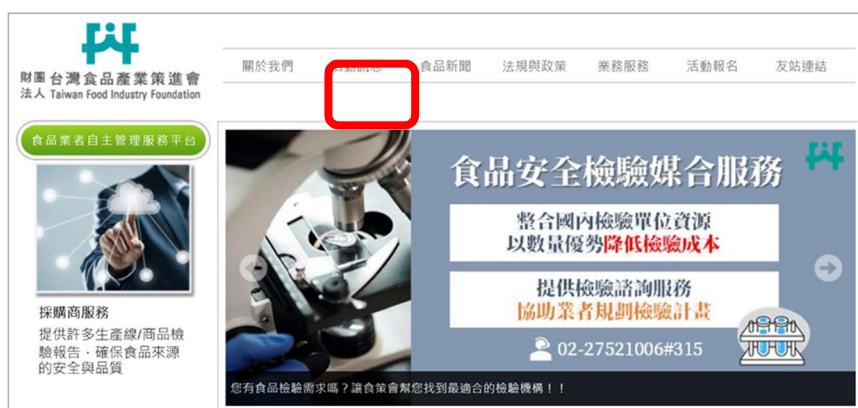 財團法人 台灣食品產業策進會
Taiwan Food Industry Foundation
關於我們 活動訊息 食品新聞 法規與政策 業務服務 活動報名 友站連結
食品業者自主管理服務平台
食品安全檢驗媒合服務
整合國內檢驗單位資源
以數量優勢降低檢驗成本
提供檢驗諮詢服務
協助業者規劃檢驗計畫
02-27521006#315
您有食品檢驗需求嗎？讓食策會幫您找到最適合的檢驗機構！！
採購商服務
提供許多生產線/商品檢
驗報告，確保食品來源
的安全與品質